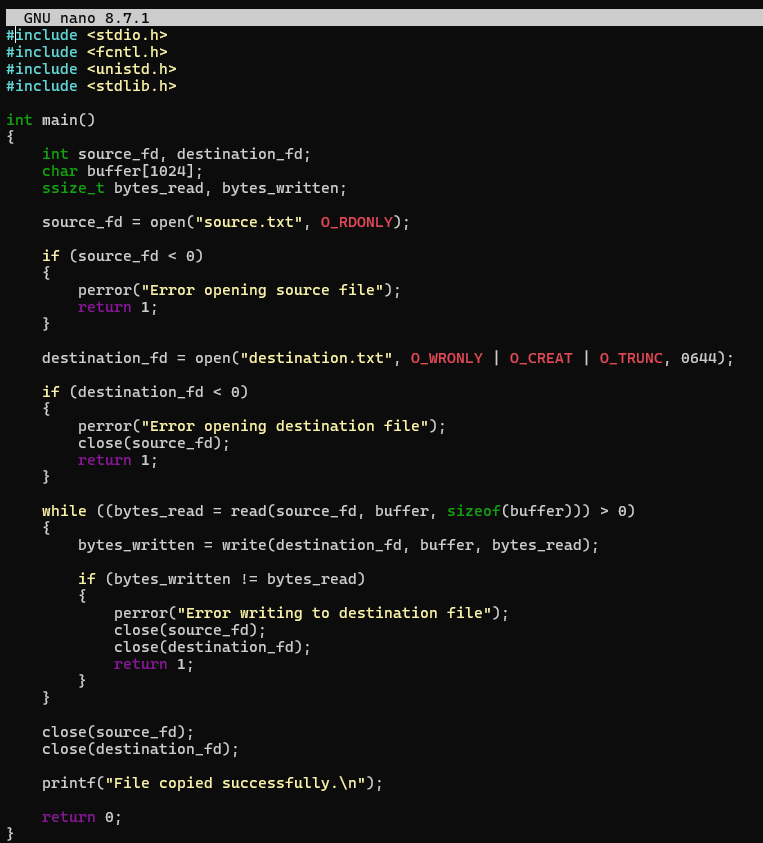 GNU nano 8.7.1
#include <stdio.h>
#include <fcntl.h>
#include <unistd.h>
#include <stdlib.h>

int main()
{
    int source_fd, destination_fd;
    char buffer[1024];
    ssize_t bytes_read, bytes_written;

    source_fd = open("source.txt", O_RDONLY);

    if (source_fd < 0)
    {
        perror("Error opening source file");
        return 1;
    }

    destination_fd = open("destination.txt", O_WRONLY | O_CREAT | O_TRUNC, 0644);

    if (destination_fd < 0)
    {
        perror("Error opening destination file");
        close(source_fd);
        return 1;
    }

    while ((bytes_read = read(source_fd, buffer, sizeof(buffer))) > 0)
    {
        bytes_written = write(destination_fd, buffer, bytes_read);

        if (bytes_written != bytes_read)
        {
            perror("Error writing to destination file");
            close(source_fd);
            close(destination_fd);
            return 1;
        }
    }

    close(source_fd);
    close(destination_fd);

    printf("File copied successfully.\n");

    return 0;
}